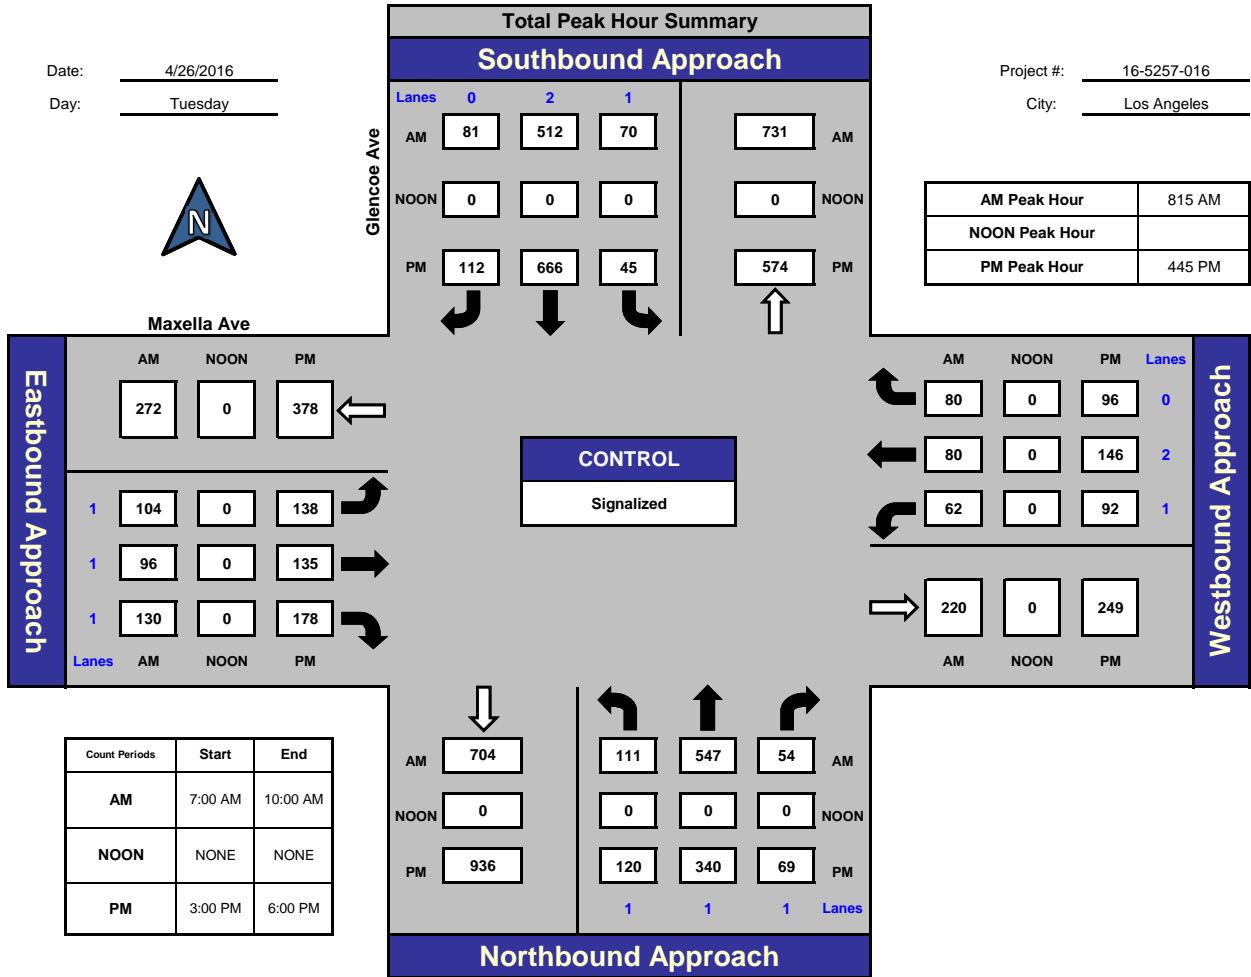 Total Peak Hour Summary
Southbound Approach
Date: 4/26/2016
Day: Tuesday
Project #: 16-5257-016
City: Los Angeles
N
Glencoe Ave
Lanes 0 2 1
AM 81 512 70 731 AM
NOON 0 0 0 0 NOON
PM 112 666 45 574 PM
AM Peak Hour 815 AM
NOON Peak Hour
PM Peak Hour 445 PM
Maxella Ave
Eastbound Approach
AM NOON PM
272 0 378
1 104 0 138
1 96 0 135
1 130 0 178
Lanes AM NOON PM
CONTROL
Signalized
AM NOON PM Lanes
80 0 96 0
80 0 146 2
62 0 92 1
220 0 249
AM NOON PM
Westbound Approach
Count Periods Start End
AM 7:00 AM 10:00 AM
NOON NONE NONE
PM 3:00 PM 6:00 PM
AM 704 111 547 54 AM
NOON 0 0 0 0 NOON
PM 936 120 340 69 PM
1 1 1 Lanes
Northbound Approach